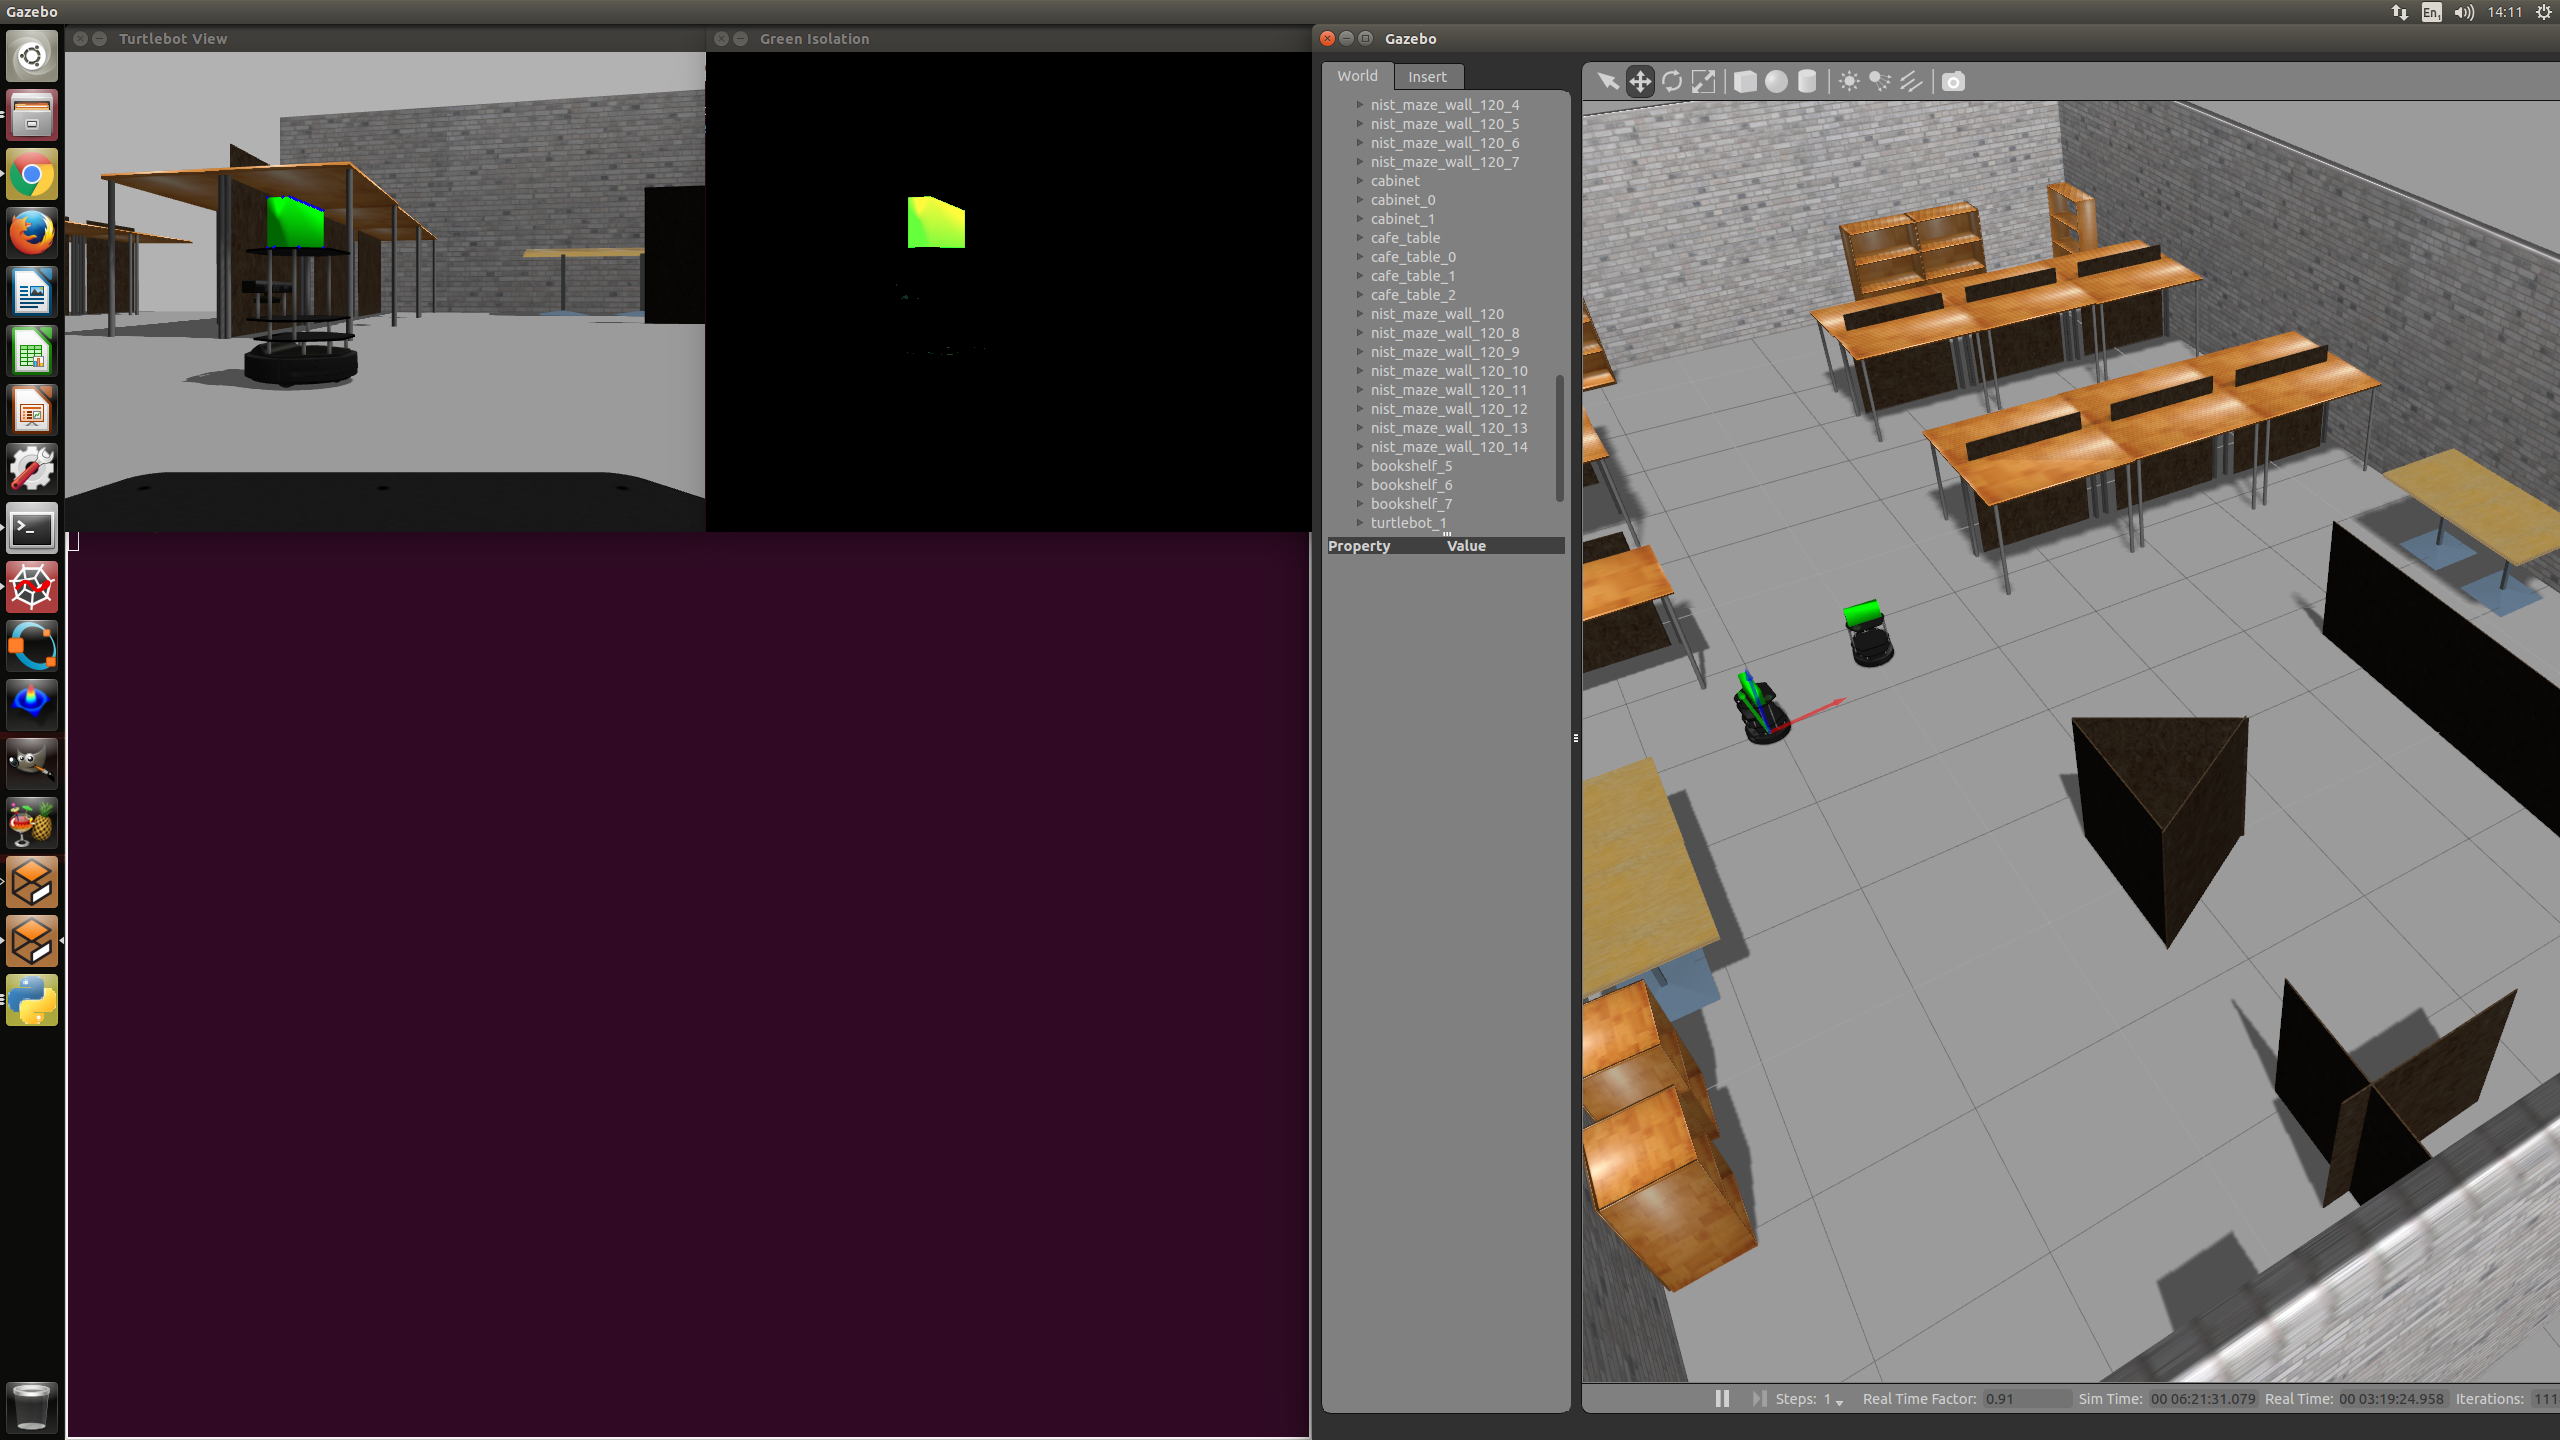 Gazebo
En1
14:11
Turtlebot View
Green Isolation
Gazebo
World
Insert
nist_maze_wall_120_4
nist_maze_wall_120_5
nist_maze_wall_120_6
nist_maze_wall_120_7
cabinet
cabinet_0
cabinet_1
cafe_table
cafe_table_0
cafe_table_1
cafe_table_2
nist_maze_wall_120
nist_maze_wall_120_8
nist_maze_wall_120_9
nist_maze_wall_120_10
nist_maze_wall_120_11
nist_maze_wall_120_12
nist_maze_wall_120_13
nist_maze_wall_120_14
bookshelf_5
bookshelf_6
bookshelf_7
turtlebot_1
Property Value
Steps: 1 Real Time Factor: 0.91 Sim Time: 00 06:21:31.079 Real Time: 00 03:19:24.958 Iterations: 111